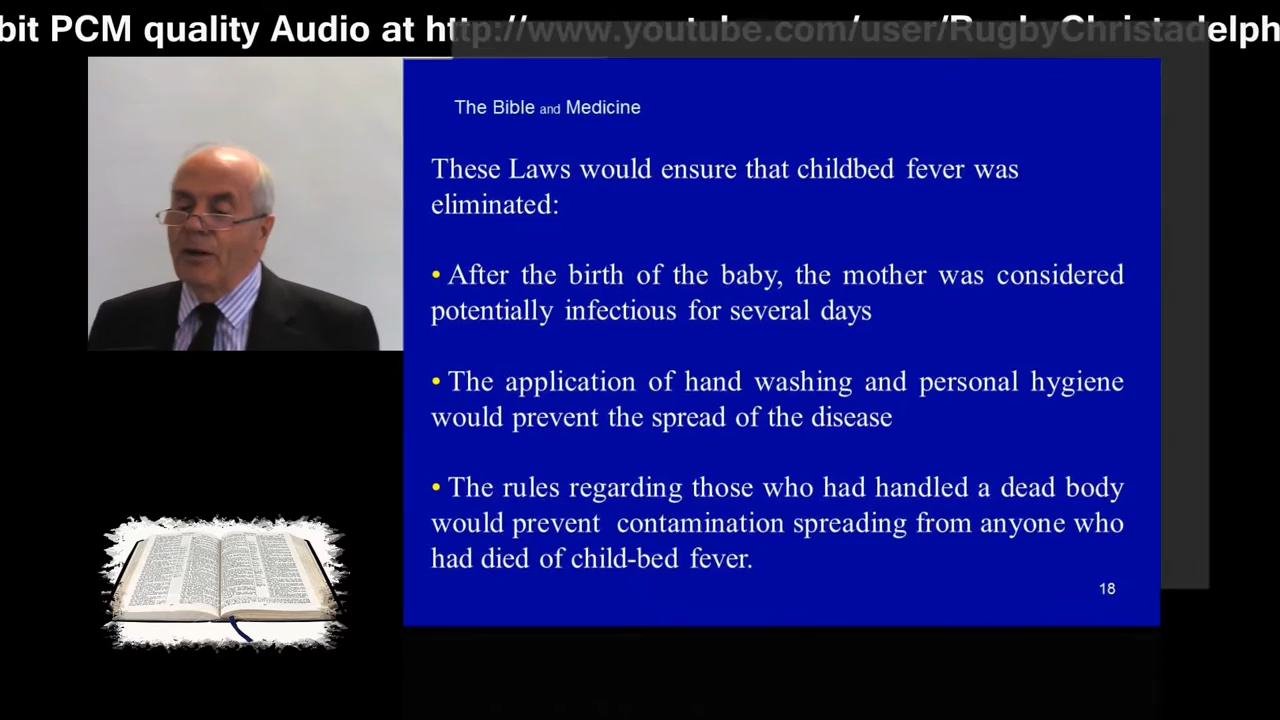 bit PCM quality Audio at http://www.youtube.com/user/RugbyChristadelph
The Bible and Medicine
These Laws would ensure that childbed fever was
eliminated:
• After the birth of the baby, the mother was considered
potentially infectious for several days
• The application of hand washing and personal hygiene
would prevent the spread of the disease
• The rules regarding those who had handled a dead body
would prevent contamination spreading from anyone who
had died of child-bed fever.
18